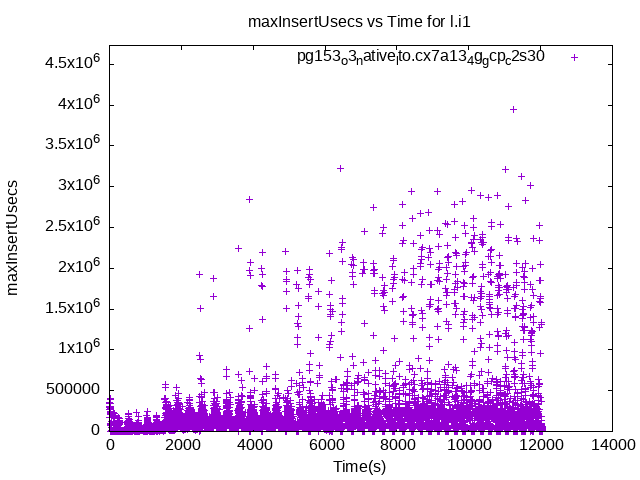 maxInsertUsecs vs Time for l.i1
pg153_o3_native_lto.cx7a13_4g_gcp_c2s30
4.5x10^6
4x10^6
3.5x10^6
3x10^6
2.5x10^6
2x10^6
1.5x10^6
1x10^6
500000
0
maxInsertUsecs
0 2000 4000 6000 8000 10000 12000 14000
Time(s)